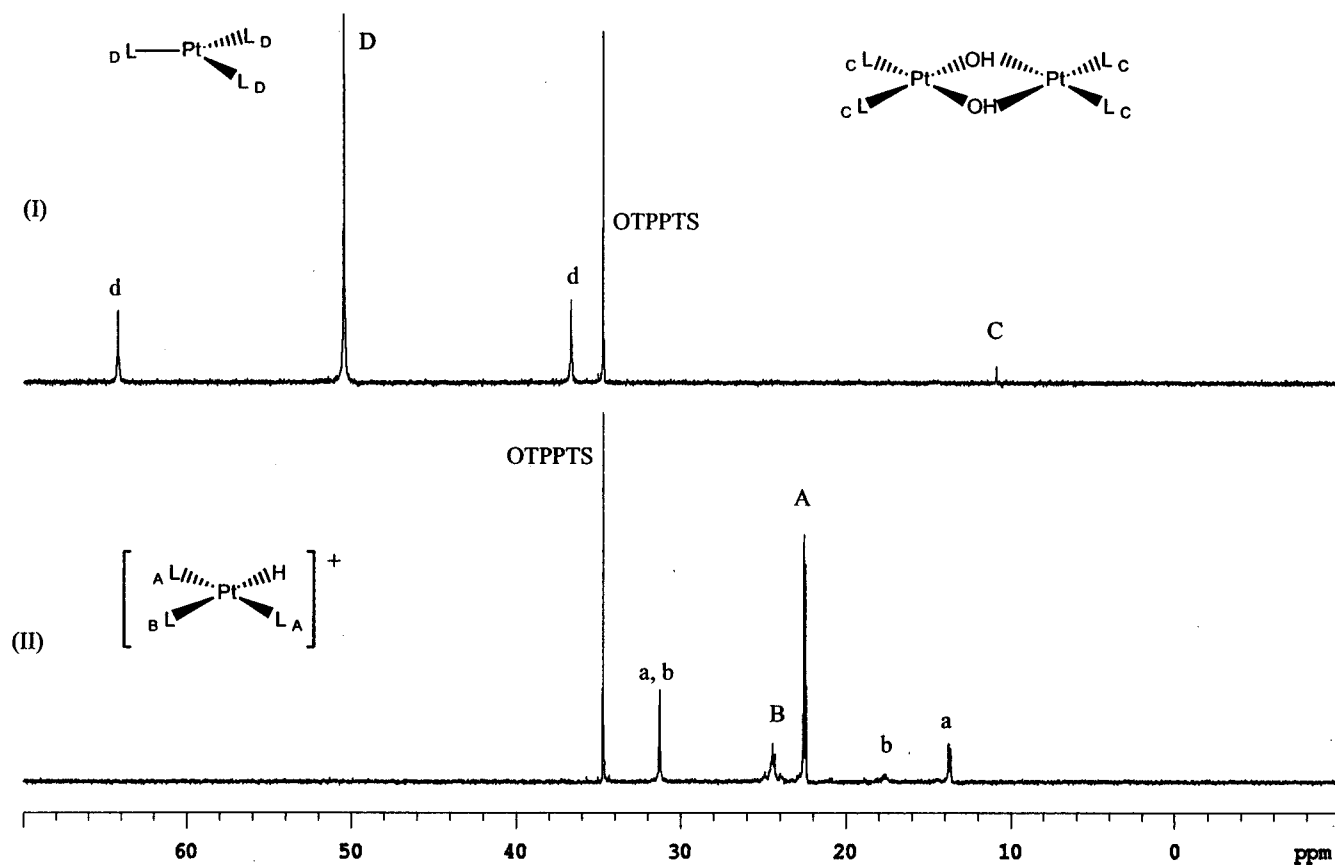 D L Pt L D
L D
D
C L OH L C
Pt Pt
C L OH L C
(I)
OTPPTS
d
d
C
OTPPTS
A
+
A L H
Pt
B L L A
(II)
a, b
B
b
a
60 50 40 30 20 10 0 ppm